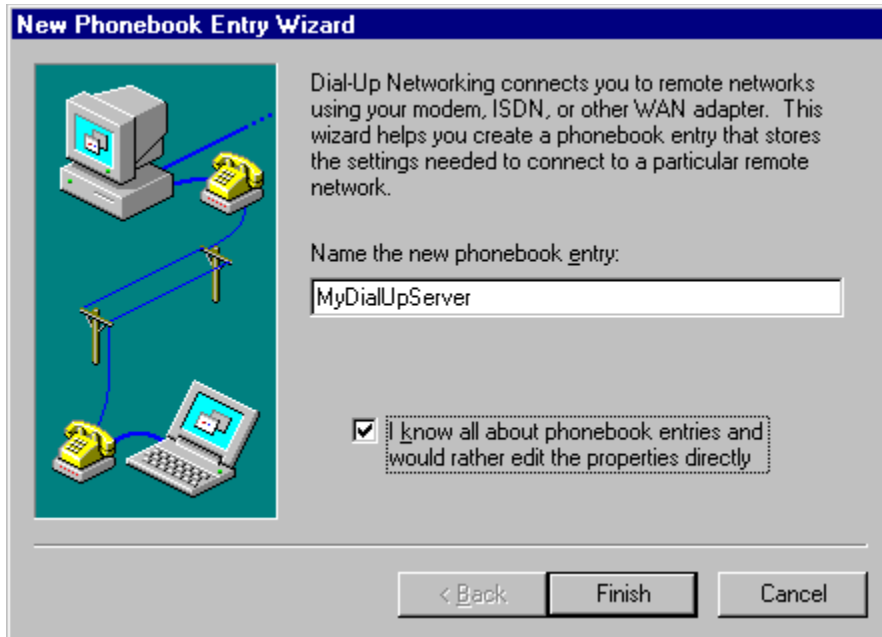 New Phonebook Entry Wizard
Dial-Up Networking connects you to remote networks
using your modem, ISDN, or other WAN adapter.  This
wizard helps you create a phonebook entry that stores
the settings needed to connect to a particular remote
network.
Name the new phonebook entry:
MyDialUpServer
I know all about phonebook entries and
would rather edit the properties directly
< Back
Finish
Cancel